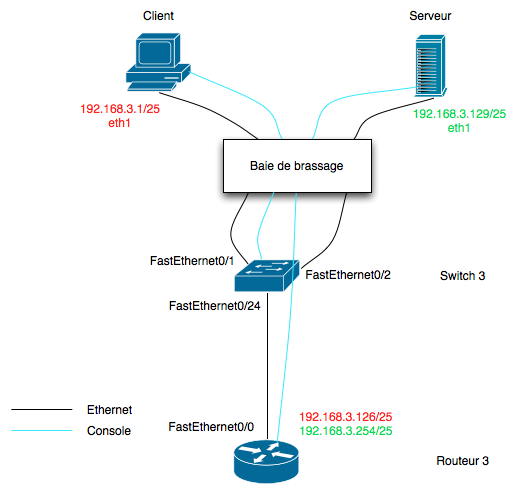 Client
Serveur
192.168.3.1/25
eth1
192.168.3.129/25
eth1
Baie de brassage
FastEthernet0/1
FastEthernet0/2
Switch 3
FastEthernet0/24
Ethernet
Console
FastEthernet0/0
192.168.3.126/25
192.168.3.254/25
Routeur 3